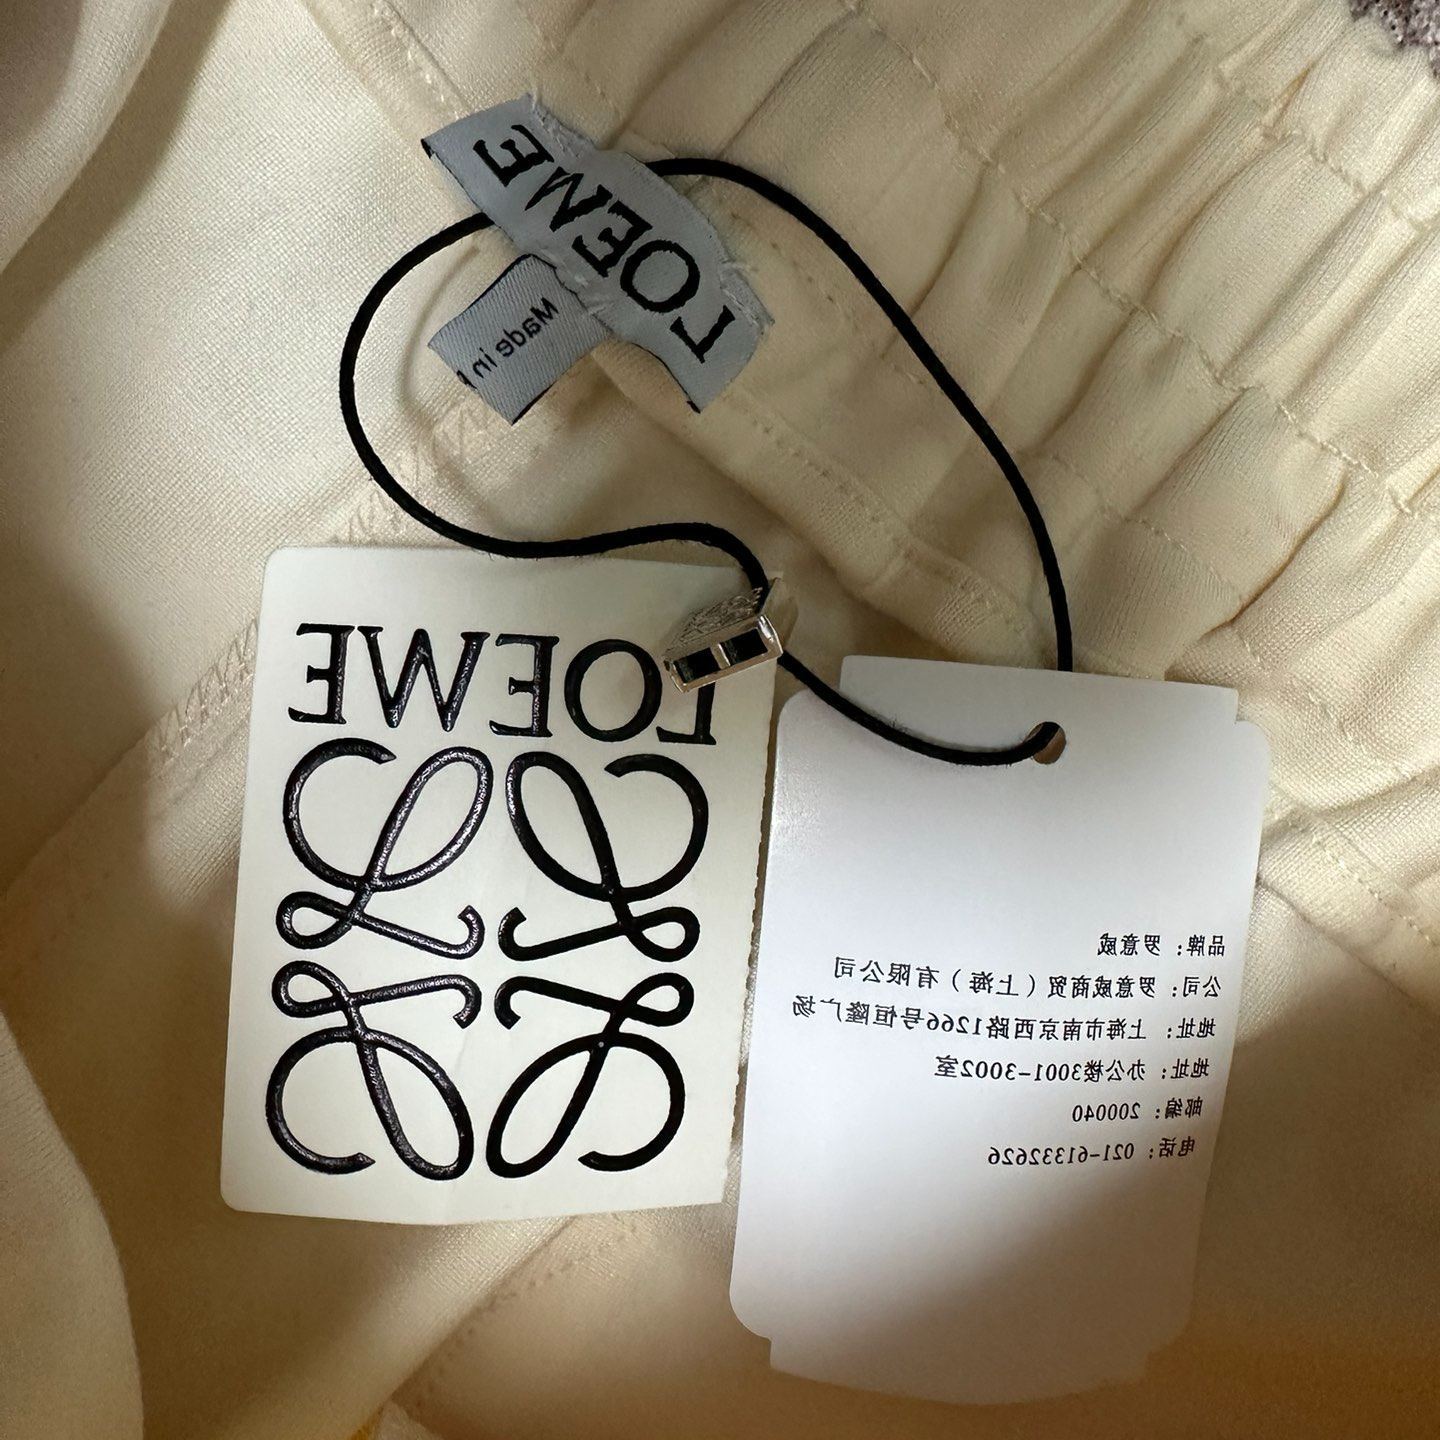 LOEWE
Made in
LOEWE
品牌：罗意威
公司：罗意威商贸（上海）有限公司
地址：上海市南京西路1266号恒隆广场
地址：办公楼3001-3002室
邮编：200040
电话：021-61332626